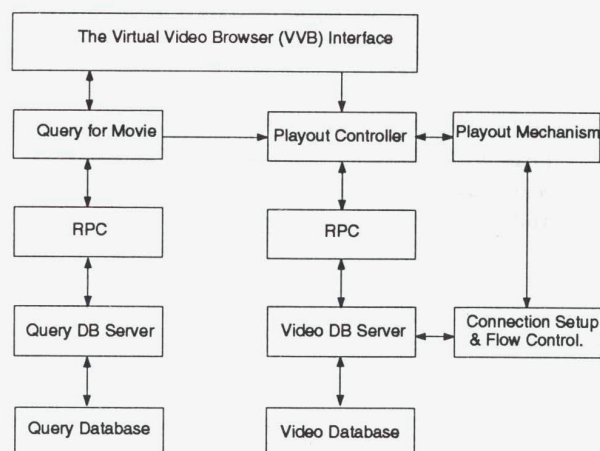 The Virtual Video Browser (VVB) Interface
Query for Movie
Playout Controller
Playout Mechanism
RPC
RPC
Query DB Server
Video DB Server
Connection Setup
& Flow Control.
Query Database
Video Database